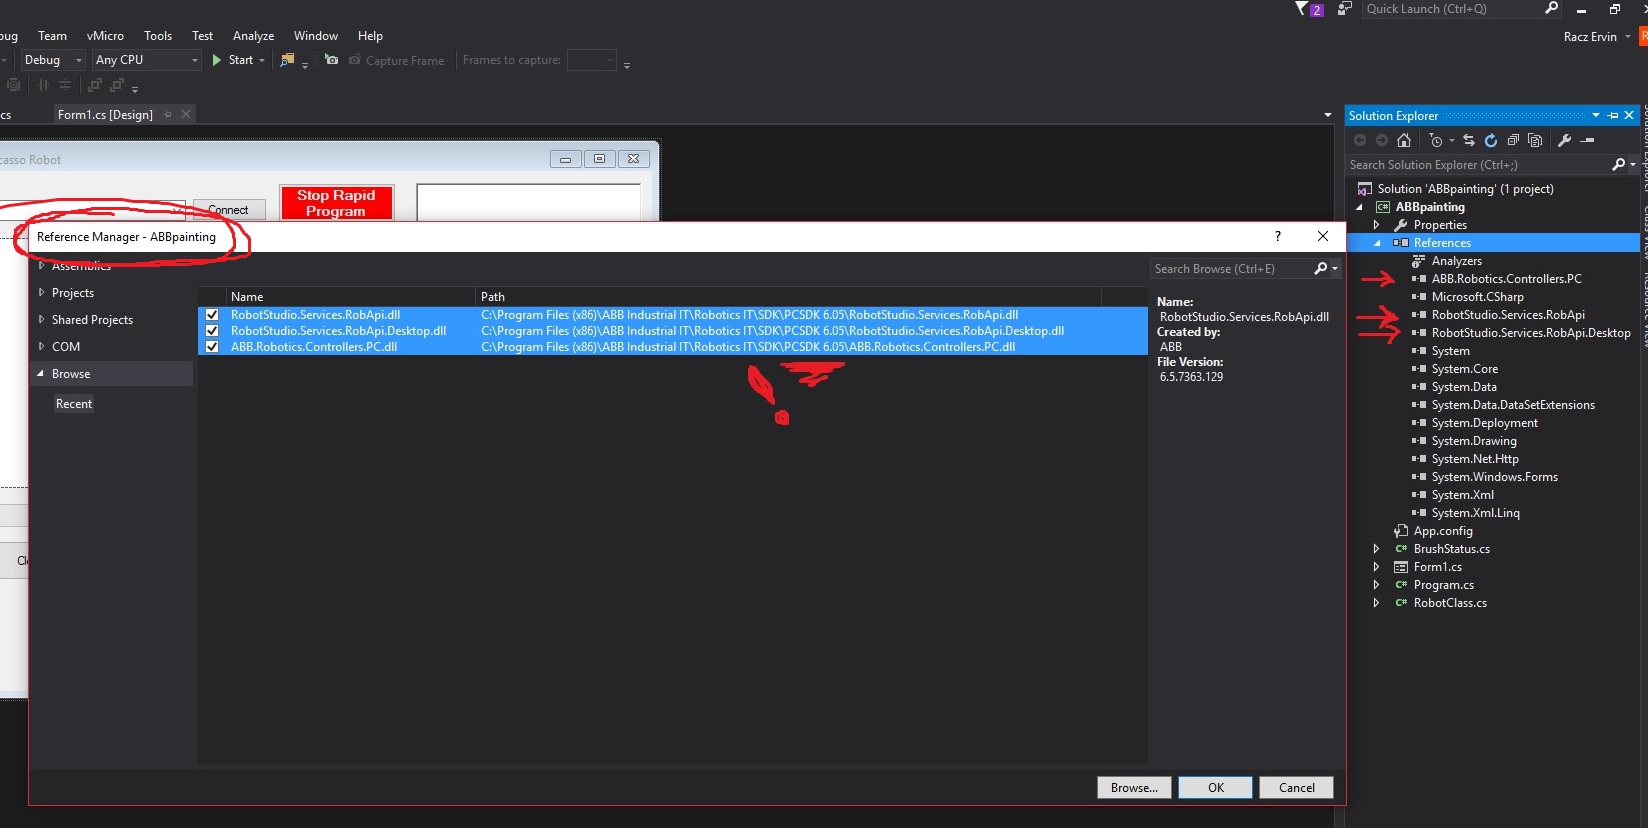 2
Quick Launch (Ctrl+Q)
bug Team vMicro Tools Test Analyze Window Help
Racz Ervin
Debug Any CPU Start Capture Frame Frames to capture:
cs Form1.cs [Design]
Solution Explorer
Search Solution Explorer (Ctrl+;)
casso Robot
Connect
Stop Rapid
Program
Reference Manager - ABBpainting
?
Assemblies
Projects
Shared Projects
COM
Browse
Recent
Search Browse (Ctrl+E)
Name Path
RobotStudio.Services.RobApi.dll C:\Program Files (x86)\ABB Industrial IT\Robotics IT\SDK\PCSDK 6.05\RobotStudio.Services.RobApi.dll
RobotStudio.Services.RobApi.Desktop.dll C:\Program Files (x86)\ABB Industrial IT\Robotics IT\SDK\PCSDK 6.05\RobotStudio.Services.RobApi.Desktop.dll
ABB.Robotics.Controllers.PC.dll C:\Program Files (x86)\ABB Industrial IT\Robotics IT\SDK\PCSDK 6.05\ABB.Robotics.Controllers.PC.dll
Name:
RobotStudio.Services.RobApi.dll
Created by:
ABB
File Version:
6.5.7363.129
Browse... OK Cancel
Solution 'ABBpainting' (1 project)
ABBpainting
Properties
References
Analyzers
ABB.Robotics.Controllers.PC
Microsoft.CSharp
RobotStudio.Services.RobApi
RobotStudio.Services.RobApi.Desktop
System
System.Core
System.Data
System.Data.DataSetExtensions
System.Deployment
System.Drawing
System.Net.Http
System.Windows.Forms
System.Xml
System.Xml.Linq
App.config
C# BrushStatus.cs
Form1.cs
C# Program.cs
C# RobotClass.cs